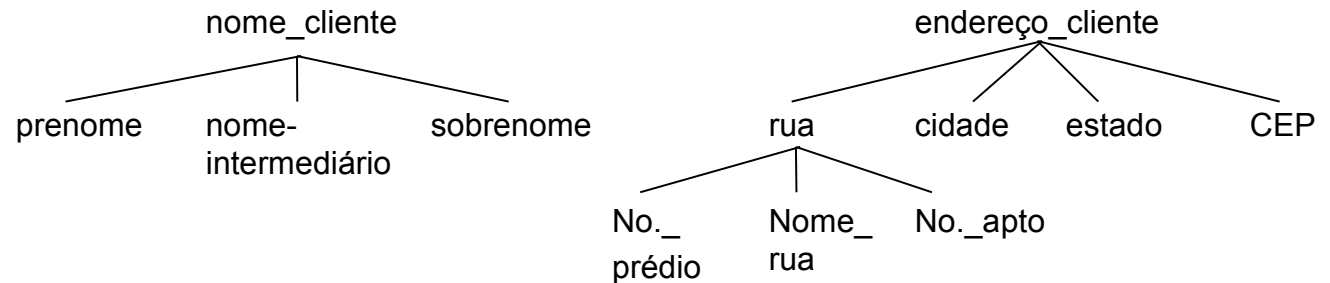 nome_cliente endereço_cliente
prenome nome- sobrenome rua cidade estado CEP
intermediário
No._ Nome_ No._apto
prédio rua